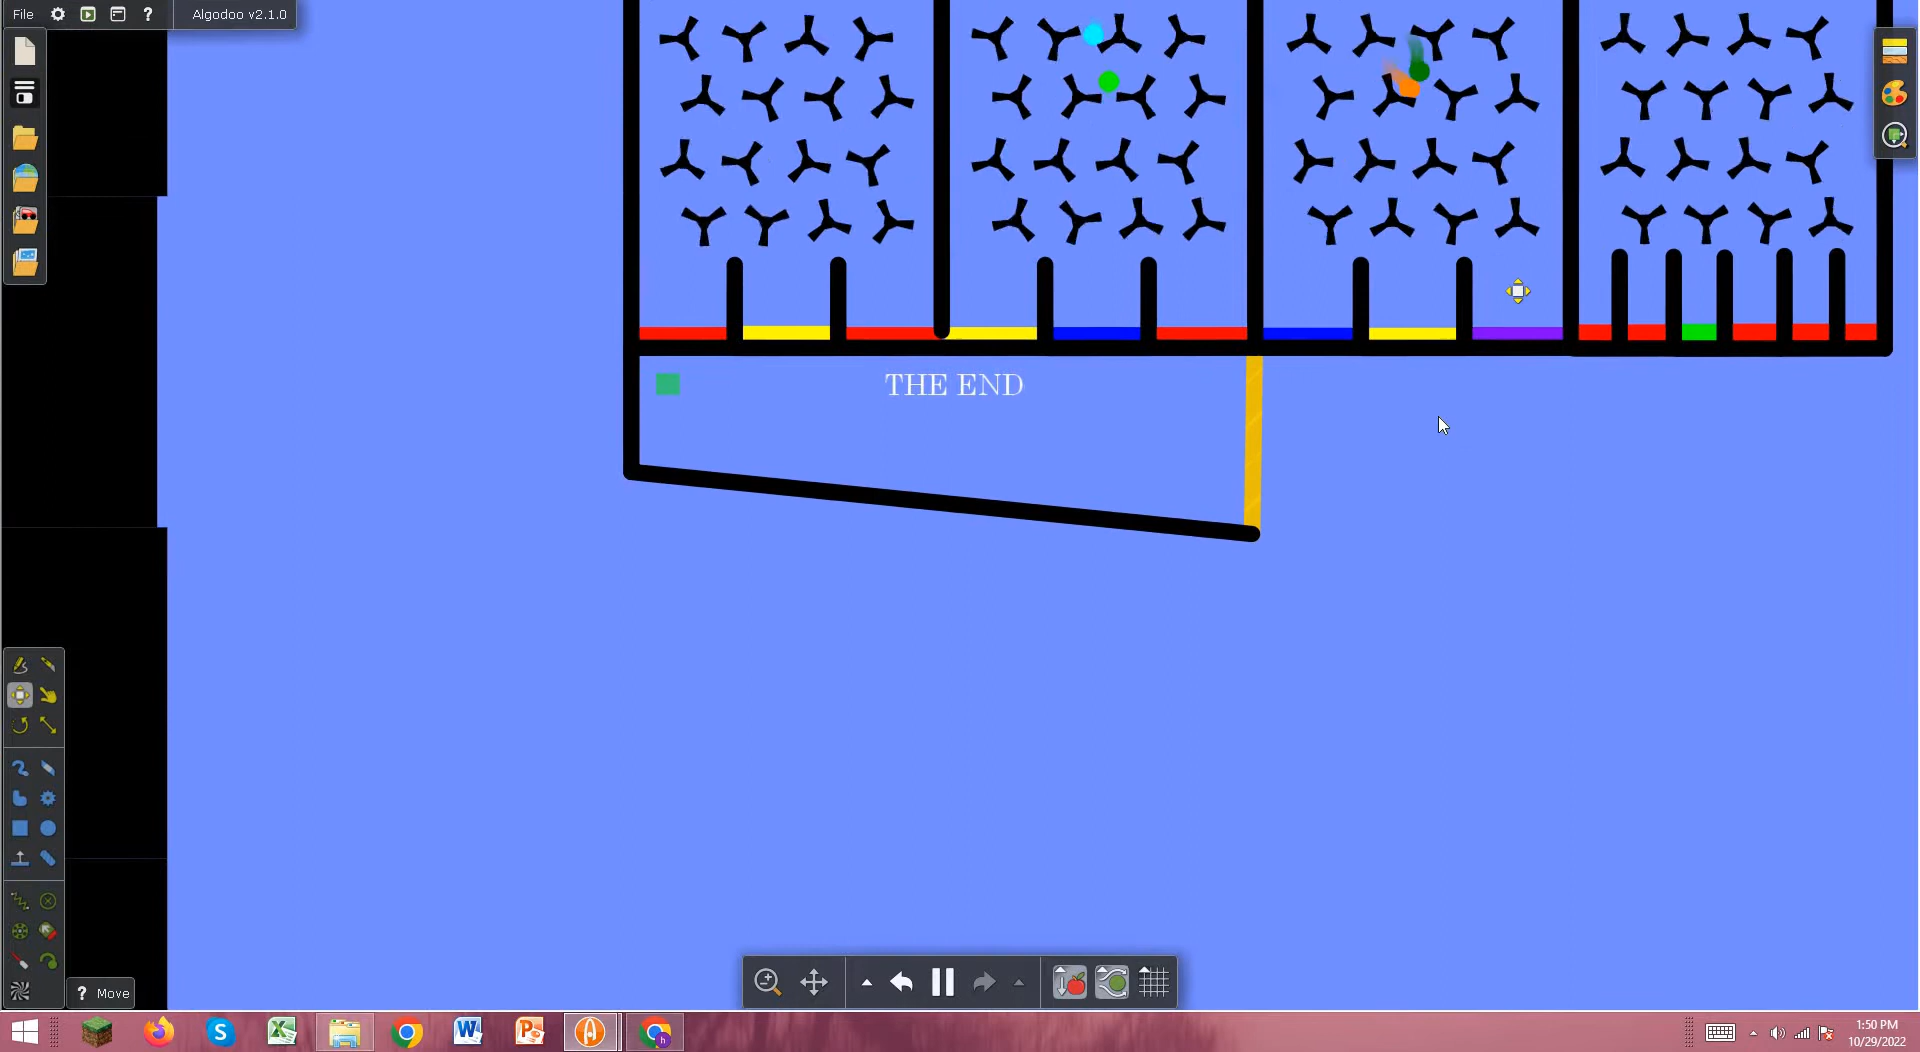 File ? Algodoo v2.1.0
THE END
? Move
1:50 PM
10/29/2022